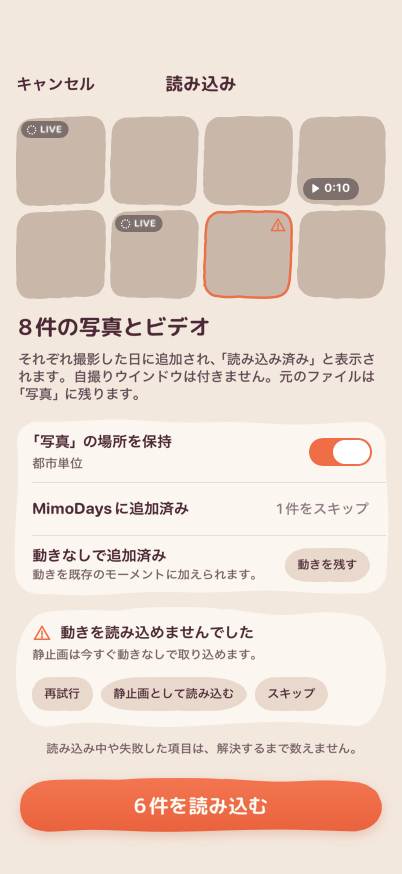 キャンセル
読み込み
LIVE
0:10
LIVE
8件の写真とビデオ
それぞれ撮影した日に追加され、「読み込み済み」と表示さ
れます。自撮りウインドウは付きません。元のファイルは
「写真」に残ります。
「写真」の場所を保持
都市単位
MimoDaysに追加済み
1件をスキップ
動きなしで追加済み
動きを既存のモーメントに加えられます。
動きを残す
動きを読み込めませんでした
静止画は今すぐ動きなしで取り込めます。
再試行
静止画として読み込む
スキップ
読み込み中や失敗した項目は、解決するまで数えません。
6件を読み込む